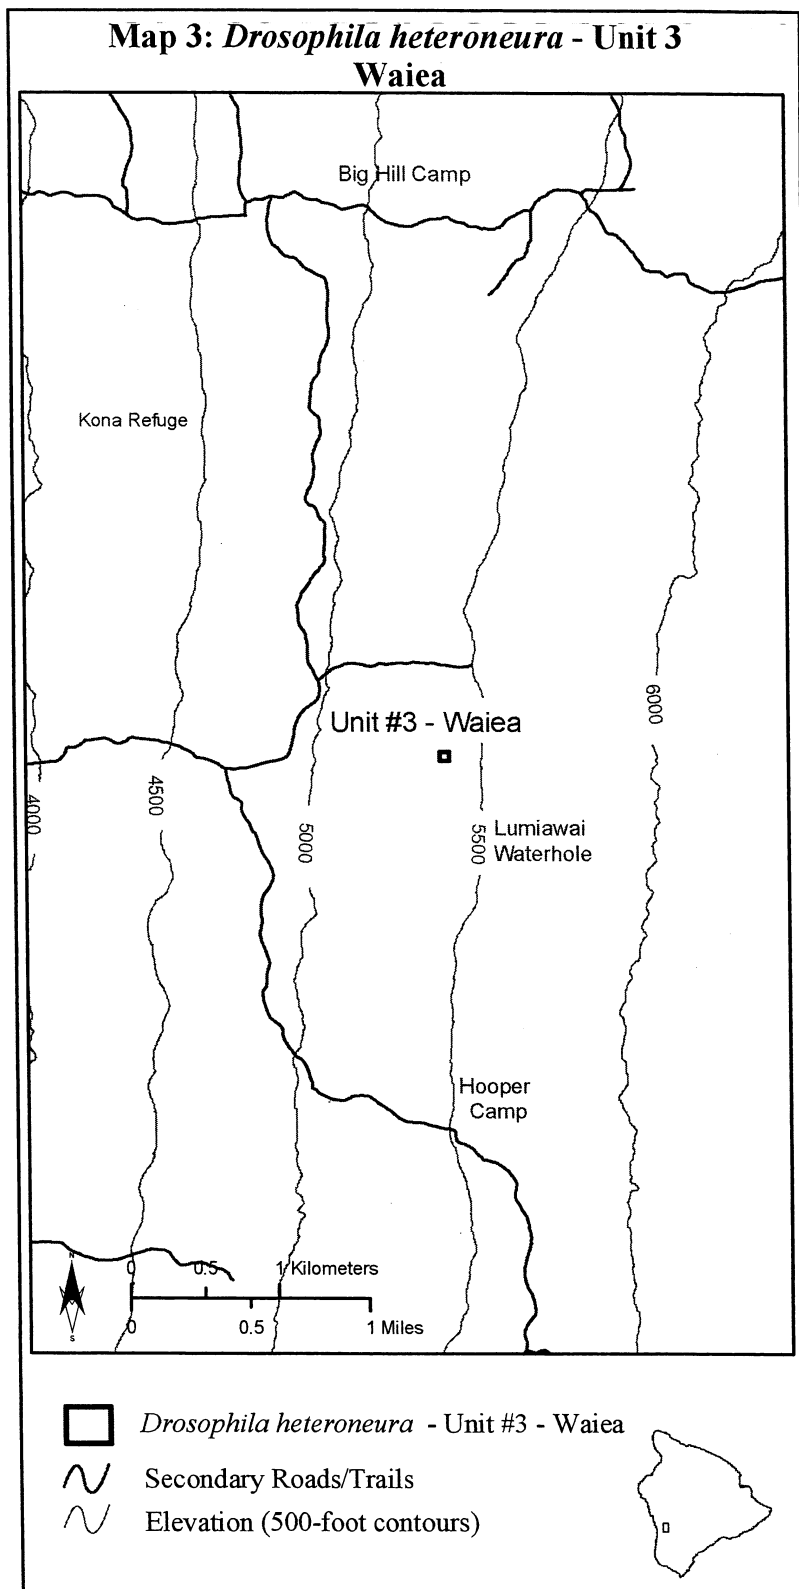 Map 3: Drosophila heteroneura - Unit 3
Waiea
Big Hill Camp
Kona Refuge
6000
Unit #3 - Waiea
4500
4000
5000
5500
Lumiawai
Waterhole
Hooper
Camp
N
S
0 0.5 1 Kilometers
0 0.5 1 Miles
Drosophila heteroneura - Unit #3 - Waiea
Secondary Roads/Trails
Elevation (500-foot contours)